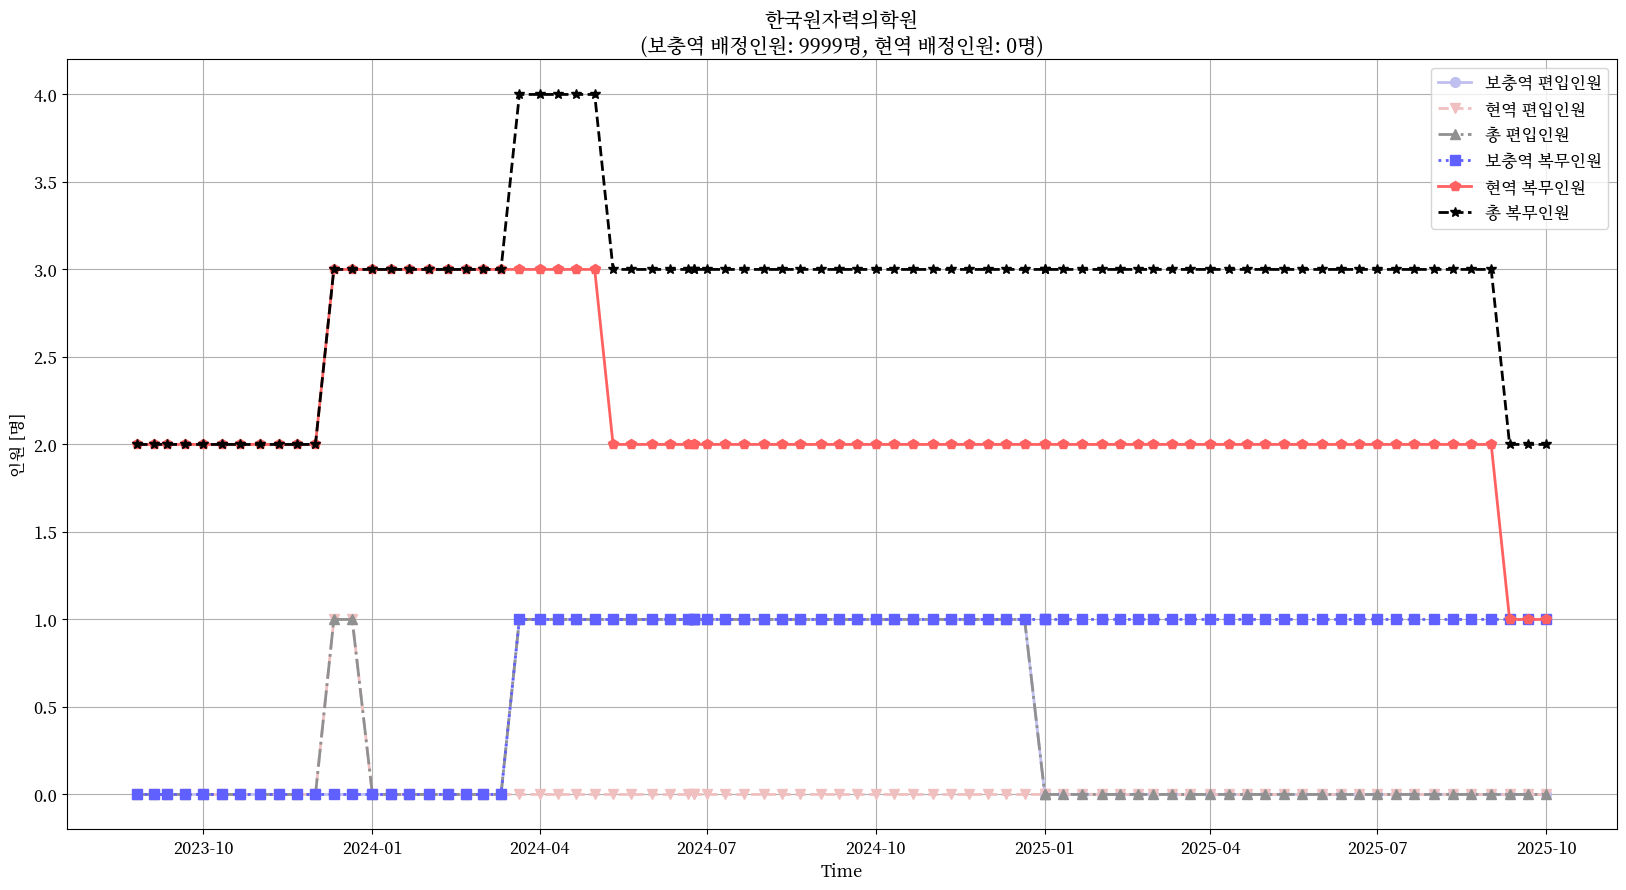 한국원자력의학원
(보충역 배정인원: 9999명, 현역 배정인원: 0명)
보충역 편입인원
현역 편입인원
총 편입인원
보충역 복무인원
현역 복무인원
총 복무인원
4.0
3.5
3.0
2.5
2.0
1.5
1.0
0.5
0.0
인원 [명]
2023-10
2024-01
2024-04
2024-07
2024-10
2025-01
2025-04
2025-07
2025-10
Time